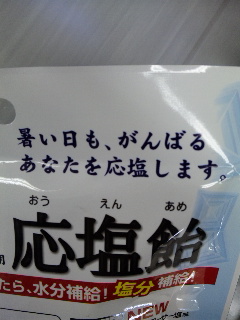 暑い日も、がんばる
あなたを応塩します。
おう えん あめ
応塩飴
たら、水分補給!塩分補給!
NEW